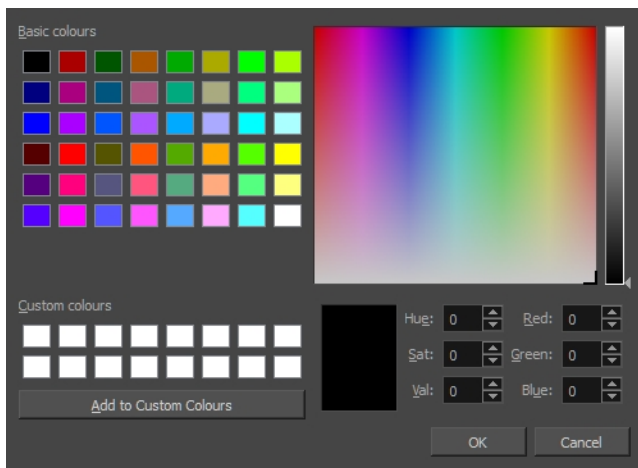 Basic colours
Custom colours
Add to Custom Colours
Hue: 0 Red: 0
Sat: 0 Green: 0
Val: 0 Blue: 0
OK Cancel